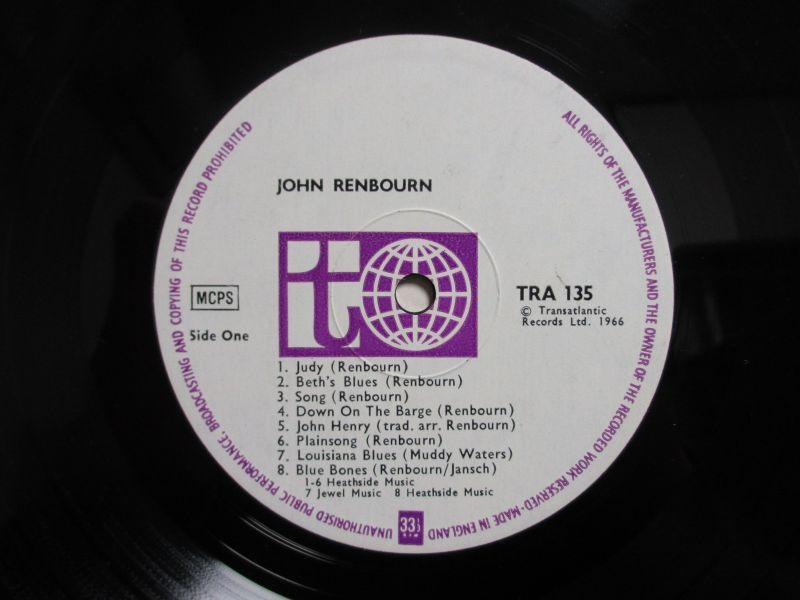 JOHN RENBOURN
t
MCPS
Side One
TRA 135
© Transatlantic
Records Ltd. 1966
1. Judy (Renbourn)
2. Beth's Blues (Renbourn)
3. Song (Renbourn)
4. Down On The Barge (Renbourn)
5. John Henry (trad. arr. Renbourn)
6. Plainsong (Renbourn)
7. Louisiana Blues (Muddy Waters)
8. Blue Bones (Renbourn/Jansch)
1-6 Heathside Music
7 Jewel Music 8 Heathside Music
ALL RIGHTS OF THE MANUFACTURERS AND THE OWNER OF THE RECORDED WORK RESERVED-MADE IN ENGLAND
33⅓
RPM
UNAUTHORISED PUBLIC PERFORMANCE, BROADCASTING AND COPYING OF THIS RECORD PROHIBITED